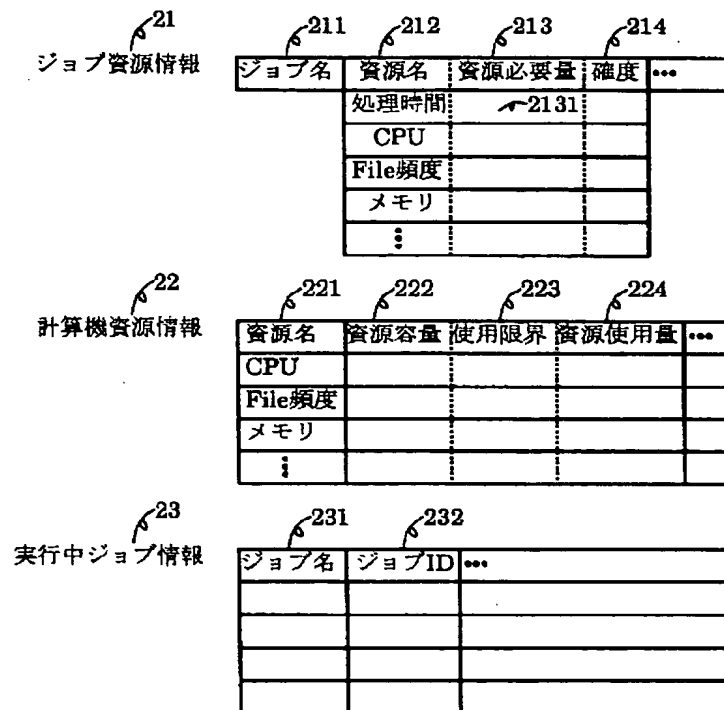 21 211 212 213 214
ジョブ資源情報 ジョブ名 資源名 資源必要量 確度 •••
処理時間 2131
CPU
File頻度
メモリ
⋮
22 221 222 223 224
計算機資源情報 資源名 資源容量 使用限界 資源使用量 •••
CPU
File頻度
メモリ
⋮
23 231 232
実行中ジョブ情報 ジョブ名 ジョブID •••